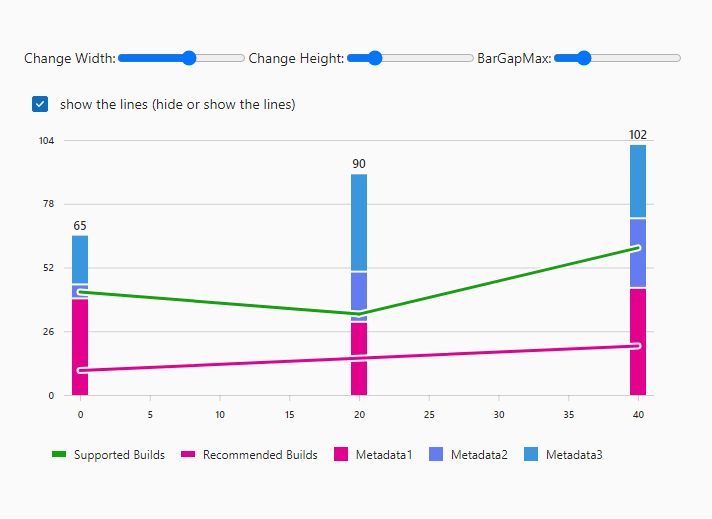 Change Width: Change Height: BarGapMax:
show the lines (hide or show the lines)
104
102
90
78
65
52
26
0
0 5 10 15 20 25 30 35 40
Supported Builds Recommended Builds Metadata1 Metadata2 Metadata3